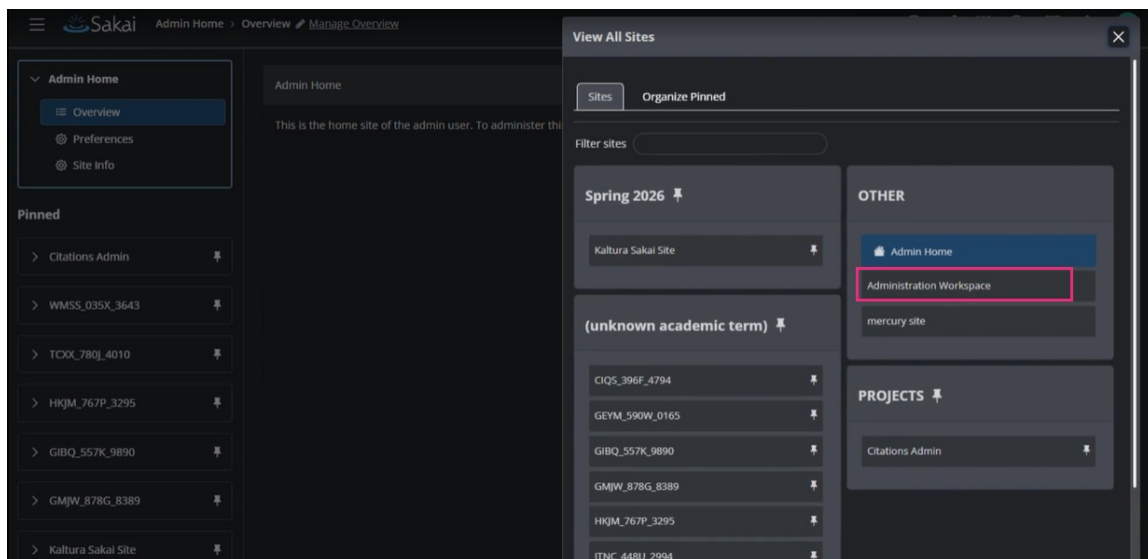 Sakai
Admin Home > Overview Manage Overview
Admin Home
Overview
Preferences
Site Info
Pinned
Citations Admin
WMSS_035X_3643
TCXX_780J_4010
HKJM_767P_3295
GIBQ_557K_9890
GMJW_878G_8389
Kaltura Sakai Site
Admin Home
This is the home site of the admin user. To administer thi
View All Sites
Sites
Organize Pinned
Filter sites
Spring 2026
Kaltura Sakai Site
(unknown academic term)
CIQS_396F_4794
GEYM_590W_0165
GIBQ_557K_9890
GMJW_878G_8389
HKJM_767P_3295
ITNC_448U_2994
OTHER
Admin Home
Administration Workspace
mercury site
PROJECTS
Citations Admin